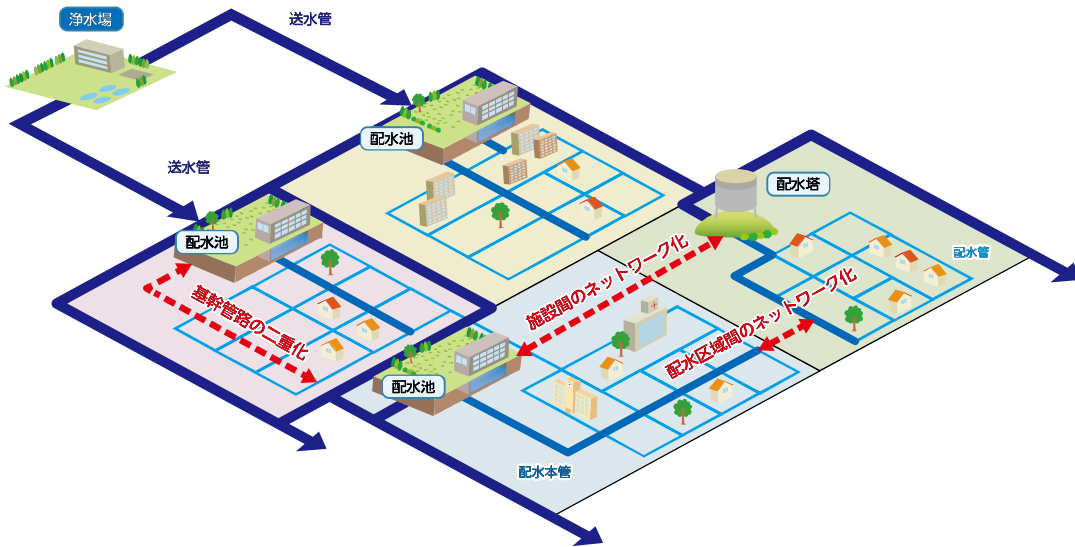 浄水場
送水管
配水池
送水管
配水塔
配水池
配水管
施設間のネットワーク化
基幹管路の二重化
配水区域間のネットワーク化
配水池
配水本管